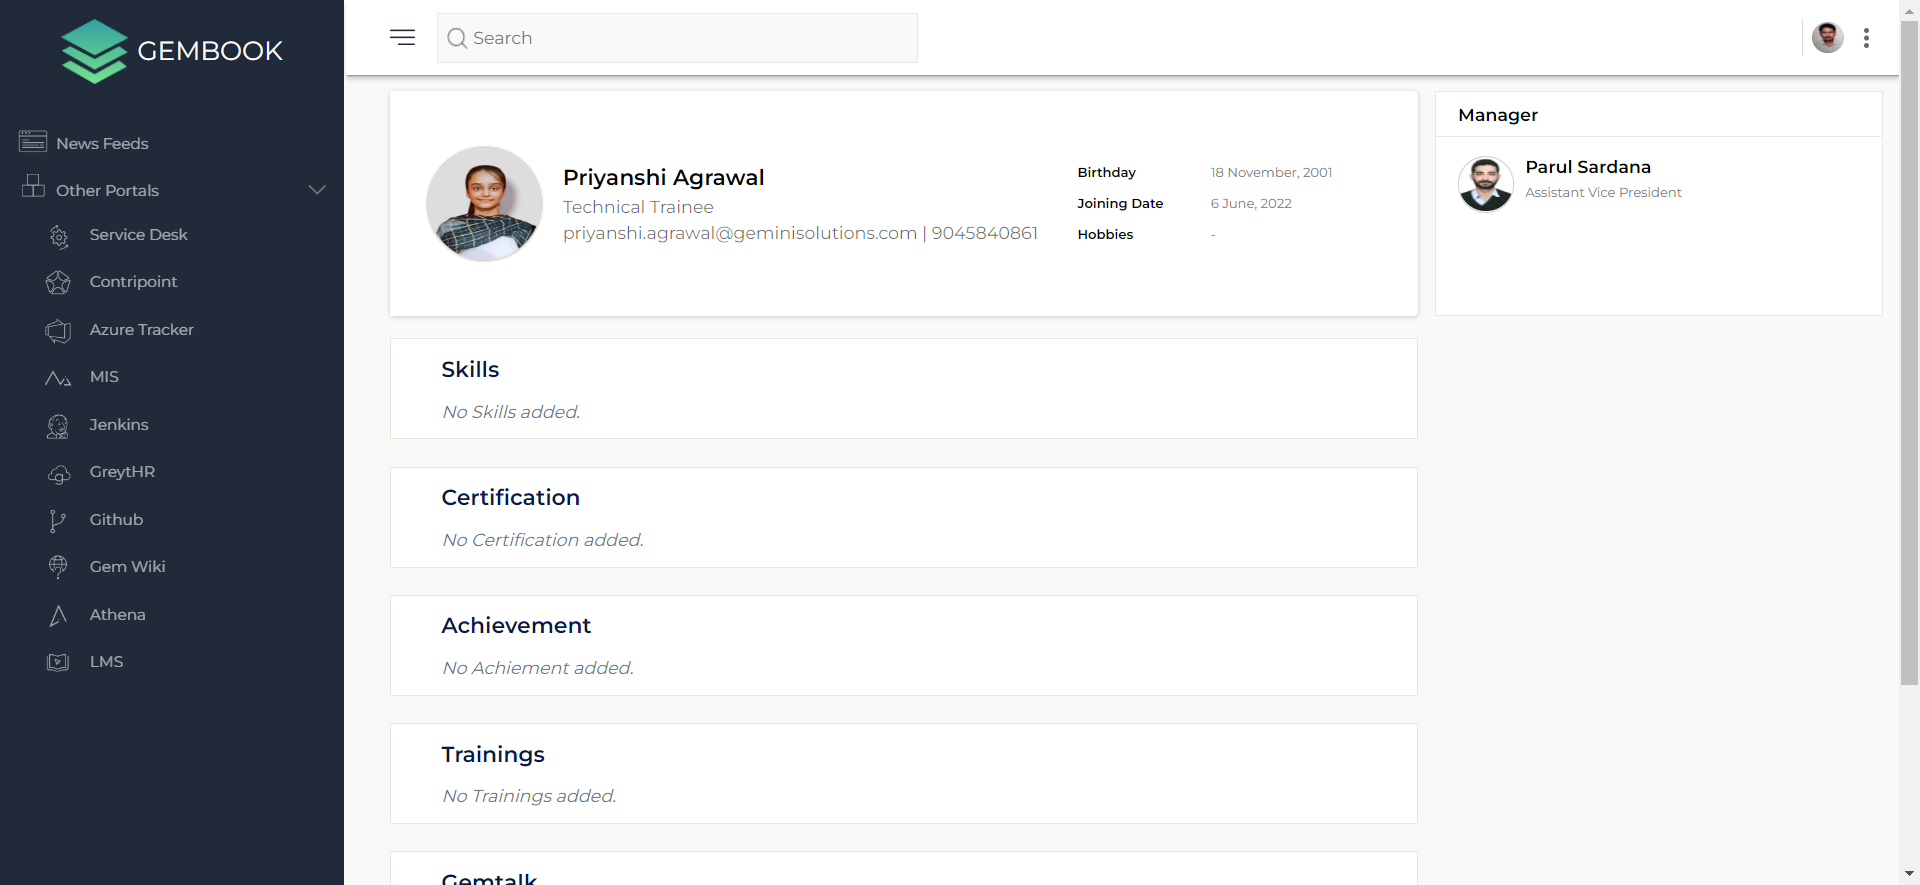 GEMBOOK
News Feeds
Other Portals
Service Desk
Contripoint
Azure Tracker
MIS
Jenkins
GreytHR
Github
Gem Wiki
Athena
LMS
Search
Priyanshi Agrawal
Technical Trainee
priyanshi.agrawal@geminisolutions.com | 9045840861
Birthday 18 November, 2001
Joining Date 6 June, 2022
Hobbies -
Manager
Parul Sardana
Assistant Vice President
Skills
No Skills added.
Certification
No Certification added.
Achievement
No Achiement added.
Trainings
No Trainings added.
Gemtalk